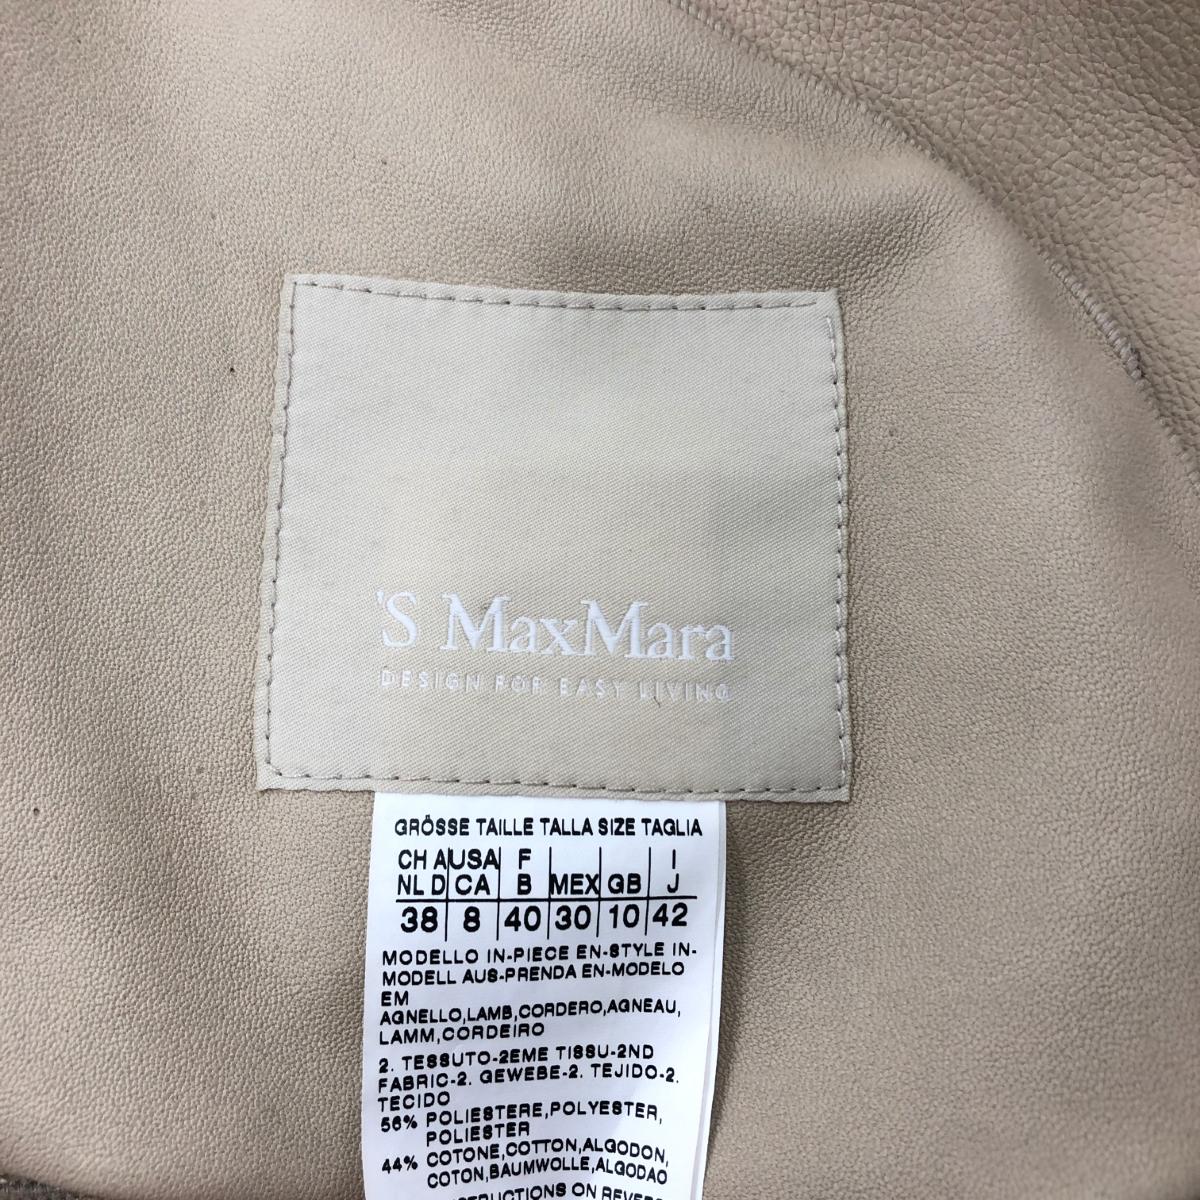 'S MaxMara
DESIGN FOR EASY LIVING
GRÖSSE TAILLE TALLA SIZE TAGLIA
CH A USA F I
NL D CA B MEX GB J
38 8 40 30 10 42
MODELLO IN-PIECE EN-STYLE IN-
MODELL AUS-PRENDA EN-MODELO
EM
AGNELLO,LAMB,CORDERO,AGNEAU,
LAMM,CORDEIRO
2. TESSUTO-2EME TISSU-2ND
FABRIC-2. GEWEBE-2. TEJIDO-2.
TECIDO
56% POLIESTERE,POLYESTER,
POLIESTER
44% COTONE,COTTON,ALGODON,
COTON,BAUMWOLLE,ALGODAO
ON